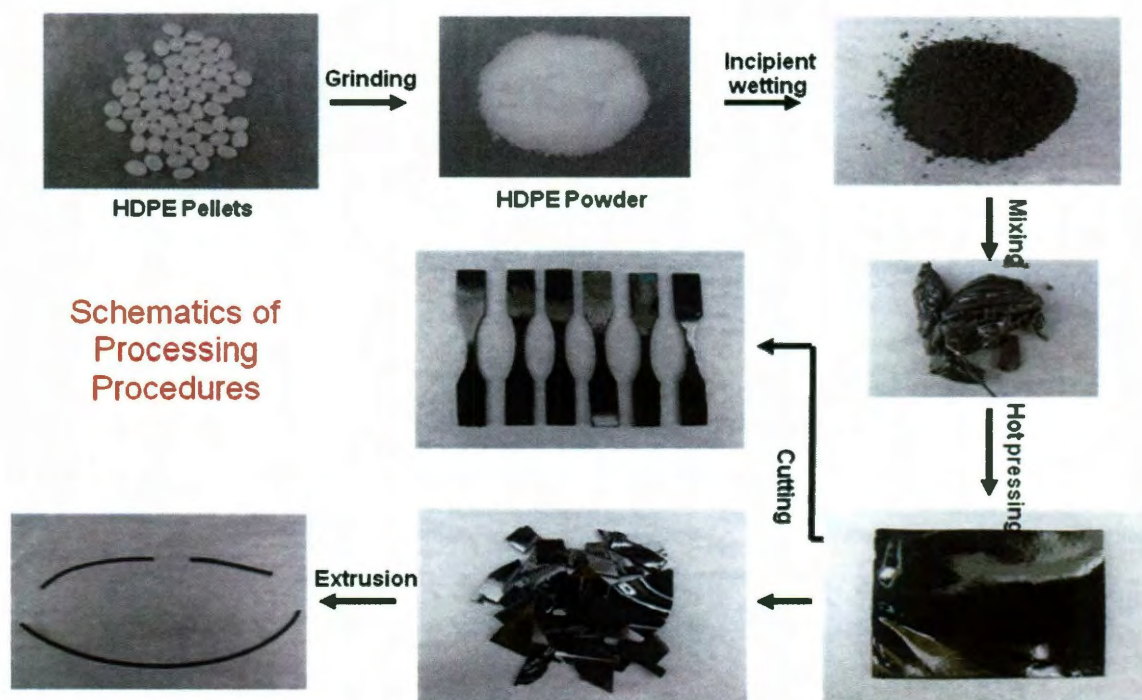 Grinding
Incipient
wetting
HDPE Pellets
HDPE Powder
Mixing
Schematics of
Processing
Procedures
Hot pressing
Cutting
Extrusion